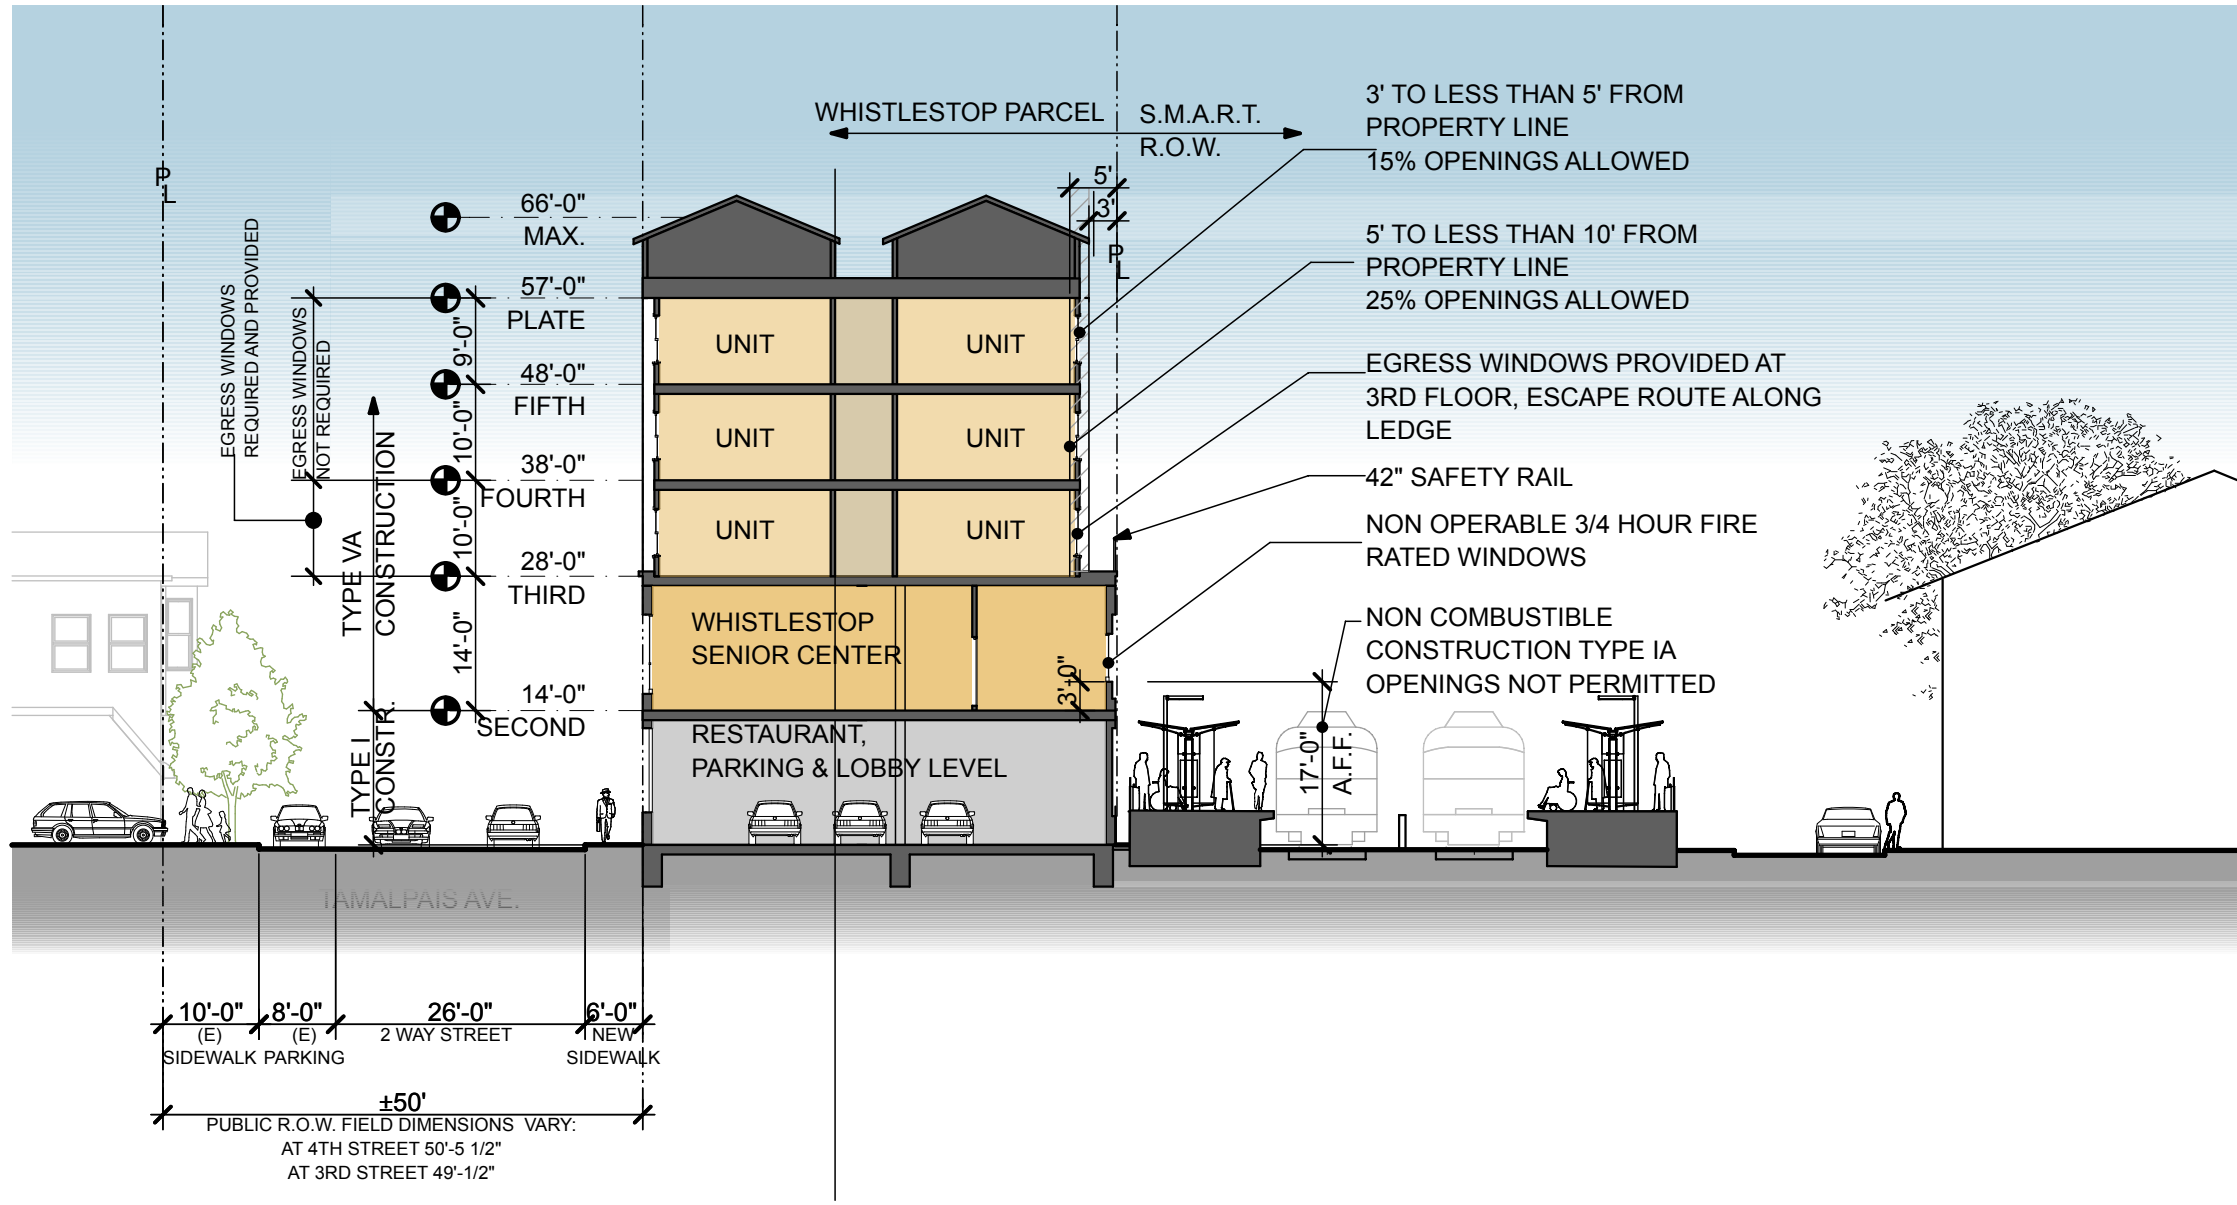 WHISTLESTOP PARCEL
S.M.A.R.T.
R.O.W.
3' TO LESS THAN 5' FROM
PROPERTY LINE
15% OPENINGS ALLOWED
5' TO LESS THAN 10' FROM
PROPERTY LINE
25% OPENINGS ALLOWED
EGRESS WINDOWS PROVIDED AT
3RD FLOOR, ESCAPE ROUTE ALONG
LEDGE
42" SAFETY RAIL
NON OPERABLE 3/4 HOUR FIRE
RATED WINDOWS
NON COMBUSTIBLE
CONSTRUCTION TYPE IA
OPENINGS NOT PERMITTED
5'
3'
PL
PL
EGRESS WINDOWS
REQUIRED AND PROVIDED
EGRESS WINDOWS
NOT REQUIRED
TYPE VA
CONSTRUCTION
TYPE I
CONSTR.
66'-0"
MAX.
57'-0"
PLATE
9'-0"
48'-0"
FIFTH
10'-0"
38'-0"
FOURTH
10'-0"
28'-0"
THIRD
14'-0"
14'-0"
SECOND
UNIT
UNIT
UNIT
UNIT
UNIT
UNIT
WHISTLESTOP
SENIOR CENTER
3'-0"
RESTAURANT,
PARKING & LOBBY LEVEL
17'-0"
A.F.F.
TAMALPAIS AVE.
10'-0"
(E)
SIDEWALK
8'-0"
(E)
PARKING
26'-0"
2 WAY STREET
6'-0"
NEW
SIDEWALK
±50'
PUBLIC R.O.W. FIELD DIMENSIONS VARY:
AT 4TH STREET 50'-5 1/2"
AT 3RD STREET 49'-1/2"